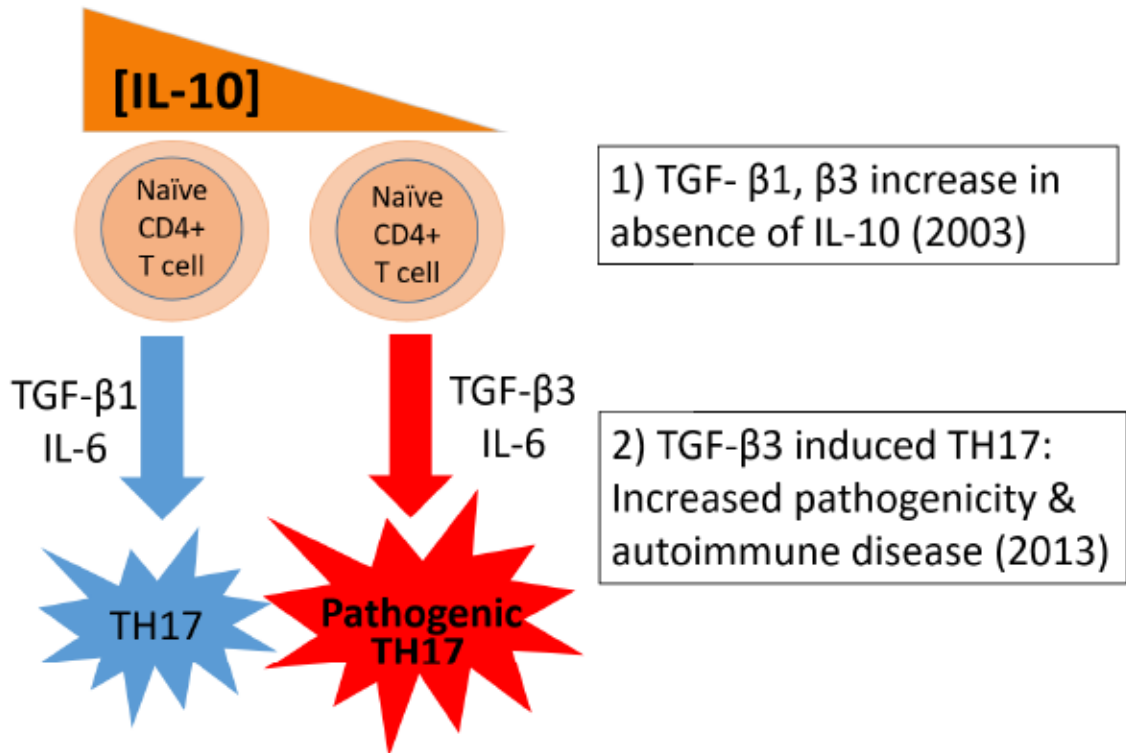 [IL-10]
Naïve
CD4+
T cell
Naïve
CD4+
T cell
1) TGF- β1, β3 increase in
absence of IL-10 (2003)
TGF-β1
IL-6
TGF-β3
IL-6
2) TGF-β3 induced TH17:
Increased pathogenicity &
autoimmune disease (2013)
TH17
Pathogenic
TH17